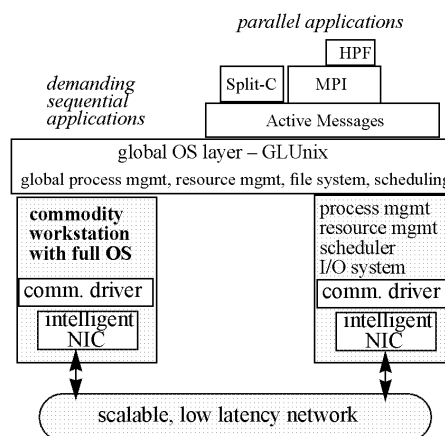 parallel applications
HPF
demanding
sequential
applications
Split-C
MPI
Active Messages
global OS layer – GLUnix
global process mgmt, resource mgmt, file system, scheduling
commodity
workstation
with full OS
comm. driver
intelligent
NIC
process mgmt
resource mgmt
scheduler
I/O system
comm. driver
intelligent
NIC
scalable, low latency network